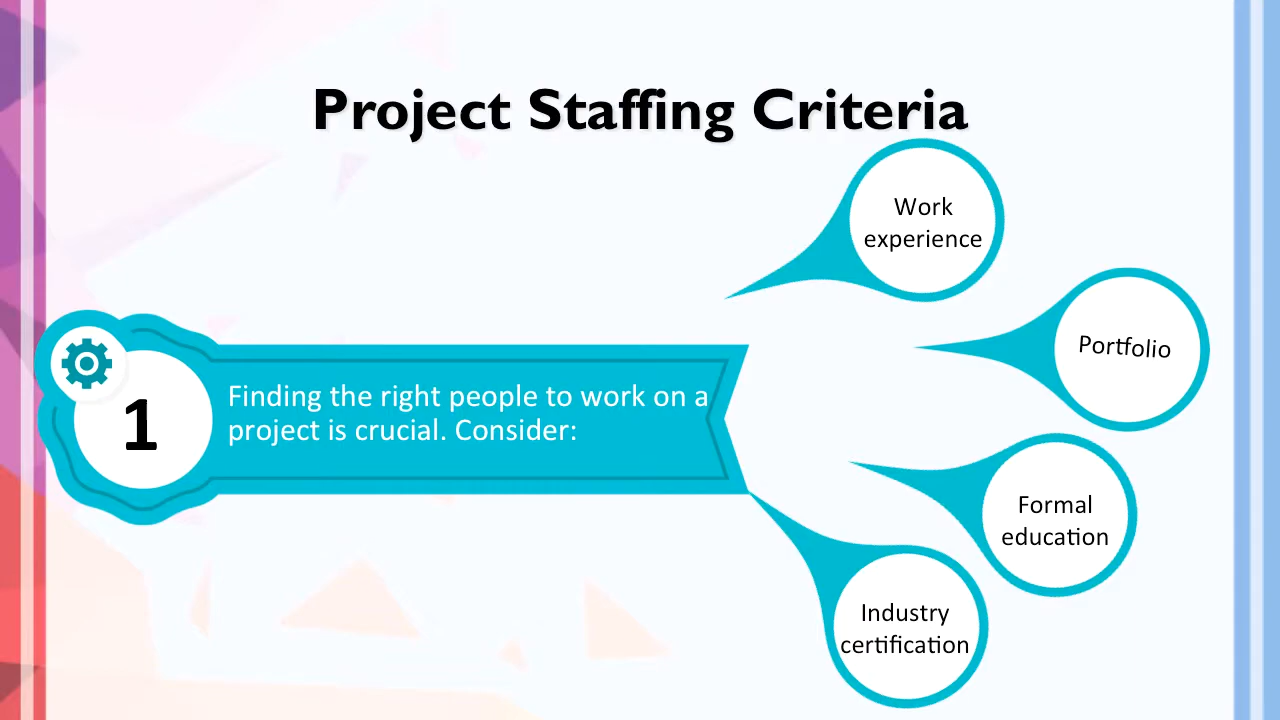 Project Staffing Criteria
Work
experience
Portfolio
1
Finding the right people to work on a
project is crucial. Consider:
Formal
education
Industry
certification